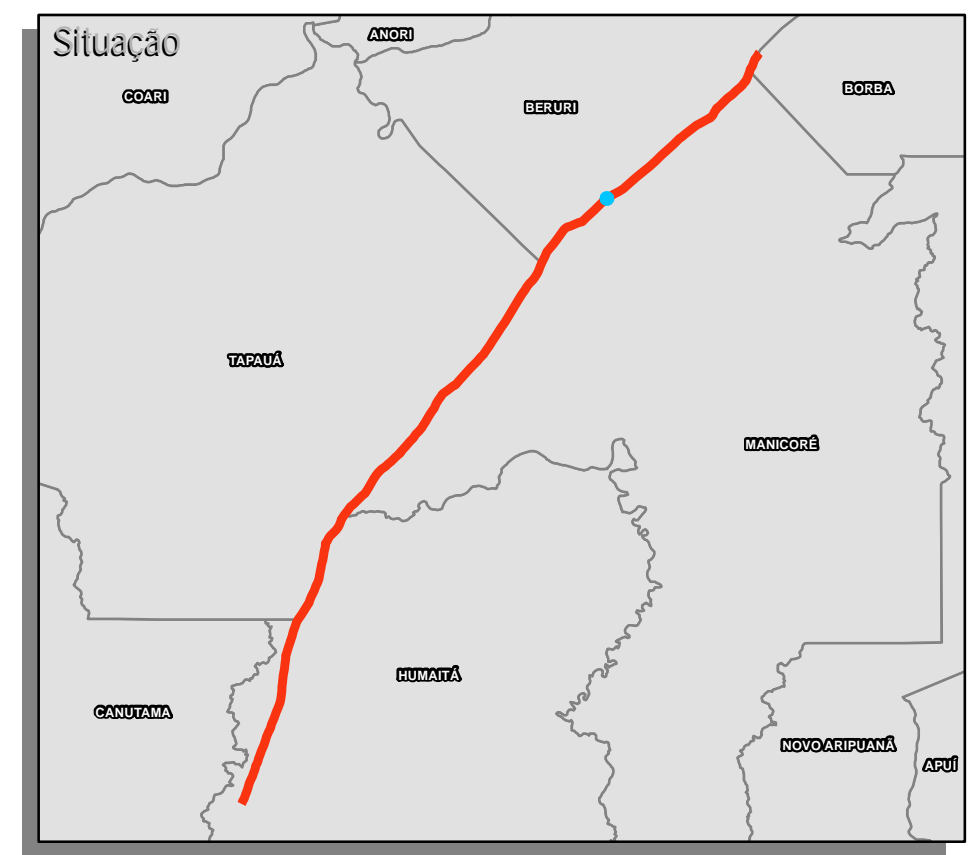 Situação
ANORI
COARI
BERURI
BORBA
TAPAUÁ
MANICORÉ
HUMAITÁ
CANUTAMA
NOVO ARIPUANÃ
APUÍ